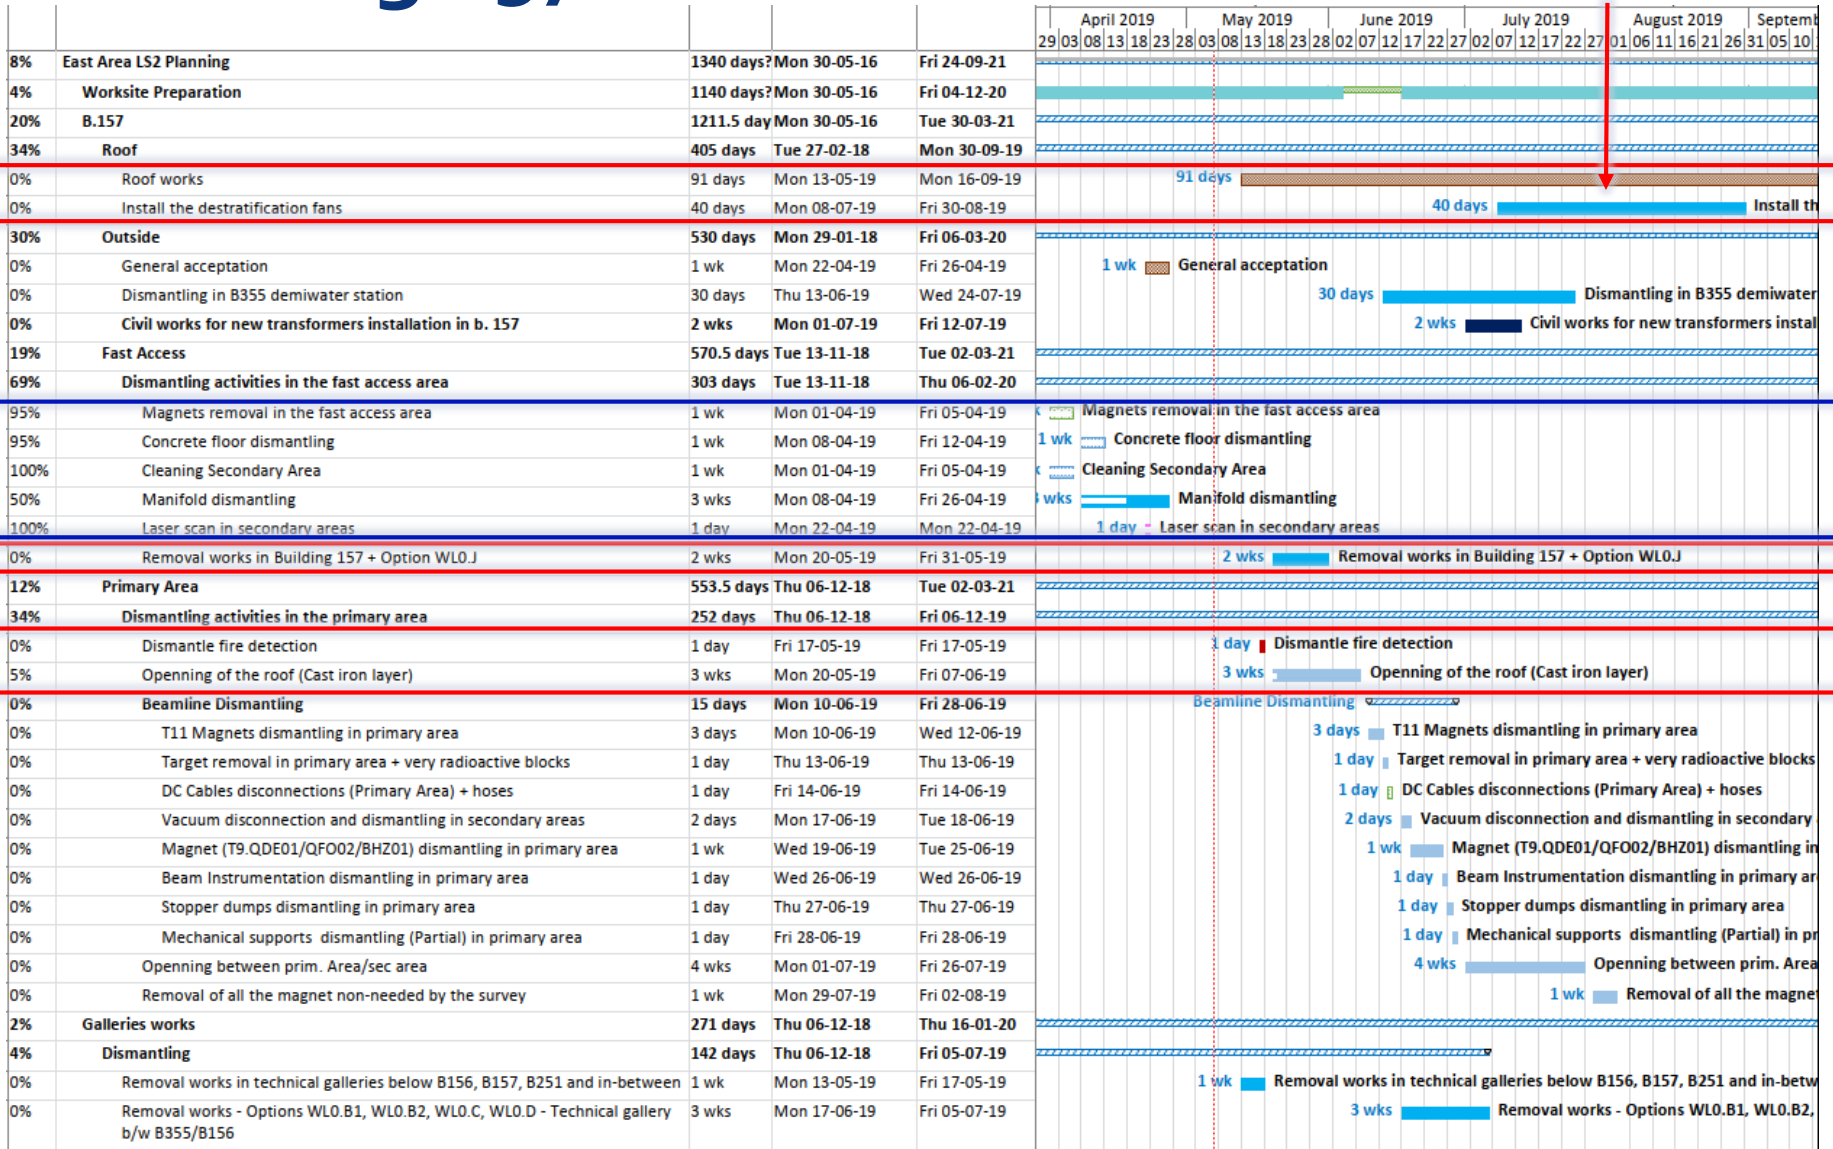 April 2019 May 2019 June 2019 July 2019 August 2019
29 03 08 13 18 23 28 03 08 13 18 23 28 02 07 12 17 22 27 02 07 12 17 22 27 01 06 11 16 21 26 31 05 10
8% East Area LS2 Planning 1340 days? Mon 30-05-16 Fri 24-09-21
4% Worksite Preparation 1140 days? Mon 30-05-16 Fri 04-12-20
20% B.157 1211.5 day Mon 30-05-16 Tue 30-03-21
34% Roof 405 days Tue 27-02-18 Mon 30-09-19
0% Roof works 91 days Mon 13-05-19 Mon 16-09-19 91 days
0% Install the destratification fans 40 days Mon 08-07-19 Fri 30-08-19 40 days Install th
30% Outside 530 days Mon 29-01-18 Fri 06-03-20
0% General acceptation 1 wk Mon 22-04-19 Fri 26-04-19 1 wk General acceptation
0% Dismantling in B355 demiwater station 30 days Thu 13-06-19 Wed 24-07-19 30 days Dismantling in B355 demiwater
0% Civil works for new transformers installation in b. 157 2 wks Mon 01-07-19 Fri 12-07-19 2 wks Civil works for new transformers instal
19% Fast Access 570.5 days Tue 13-11-18 Tue 02-03-21
69% Dismantling activities in the fast access area 303 days Tue 13-11-18 Thu 06-02-20
95% Magnets removal in the fast access area 1 wk Mon 01-04-19 Fri 05-04-19 Magnets removal in the fast access area
95% Concrete floor dismantling 1 wk Mon 08-04-19 Fri 12-04-19 1 wk Concrete floor dismantling
100% Cleaning Secondary Area 1 wk Mon 01-04-19 Fri 05-04-19 Cleaning Secondary Area
50% Manifold dismantling 3 wks Mon 08-04-19 Fri 26-04-19 wks Manifold dismantling
100% Laser scan in secondary areas 1 day Mon 22-04-19 Mon 22-04-19 1 day Laser scan in secondary areas
0% Removal works in Building 157 + Option WL0.J 2 wks Mon 20-05-19 Fri 31-05-19 2 wks Removal works in Building 157 + Option WL0.J
12% Primary Area 553.5 days Thu 06-12-18 Tue 02-03-21
34% Dismantling activities in the primary area 252 days Thu 06-12-18 Fri 06-12-19
0% Dismantle fire detection 1 day Fri 17-05-19 Fri 17-05-19 1 day Dismantle fire detection
5% Openning of the roof (Cast iron layer) 3 wks Mon 20-05-19 Fri 07-06-19 3 wks Openning of the roof (Cast iron layer)
0% Beamline Dismantling 15 days Mon 10-06-19 Fri 28-06-19 Beamline Dismantling
0% T11 Magnets dismantling in primary area 3 days Mon 10-06-19 Wed 12-06-19 3 days T11 Magnets dismantling in primary area
0% Target removal in primary area + very radioactive blocks 1 day Thu 13-06-19 Thu 13-06-19 1 day Target removal in primary area + very radioactive blocks
0% DC Cables disconnections (Primary Area) + hoses 1 day Fri 14-06-19 Fri 14-06-19 1 day DC Cables disconnections (Primary Area) + hoses
0% Vacuum disconnection and dismantling in secondary areas 2 days Mon 17-06-19 Tue 18-06-19 2 days Vacuum disconnection and dismantling in secondary
0% Magnet (T9.QDE01/QFO02/BHZ01) dismantling in primary area 1 wk Wed 19-06-19 Tue 25-06-19 1 wk Magnet (T9.QDE01/QFO02/BHZ01) dismantling in
0% Beam Instrumentation dismantling in primary area 1 day Wed 26-06-19 Wed 26-06-19 1 day Beam Instrumentation dismantling in primary ar
0% Stopper dumps dismantling in primary area 1 day Thu 27-06-19 Thu 27-06-19 1 day Stopper dumps dismantling in primary area
0% Mechanical supports dismantling (Partial) in primary area 1 day Fri 28-06-19 Fri 28-06-19 1 day Mechanical supports dismantling (Partial) in pr
0% Openning between prim. Area/sec area 4 wks Mon 01-07-19 Fri 26-07-19 4 wks Openning between prim. Area
0% Removal of all the magnet non-needed by the survey 1 wk Mon 29-07-19 Fri 02-08-19 1 wk Removal of all the magnet
2% Galleries works 271 days Thu 06-12-18 Thu 16-01-20
4% Dismantling 142 days Thu 06-12-18 Fri 05-07-19
0% Removal works in technical galleries below B156, B157, B251 and in-between 1 wk Mon 13-05-19 Fri 17-05-19 1 wk Removal works in technical galleries below B156, B157, B251 and in-betw
0% Removal works - Options WL0.B1, WL0.B2, WL0.C, WL0.D - Technical gallery 3 wks Mon 17-06-19 Fri 05-07-19 3 wks Removal works - Options WL0.B1, WL0.B2,
b/w B355/B156